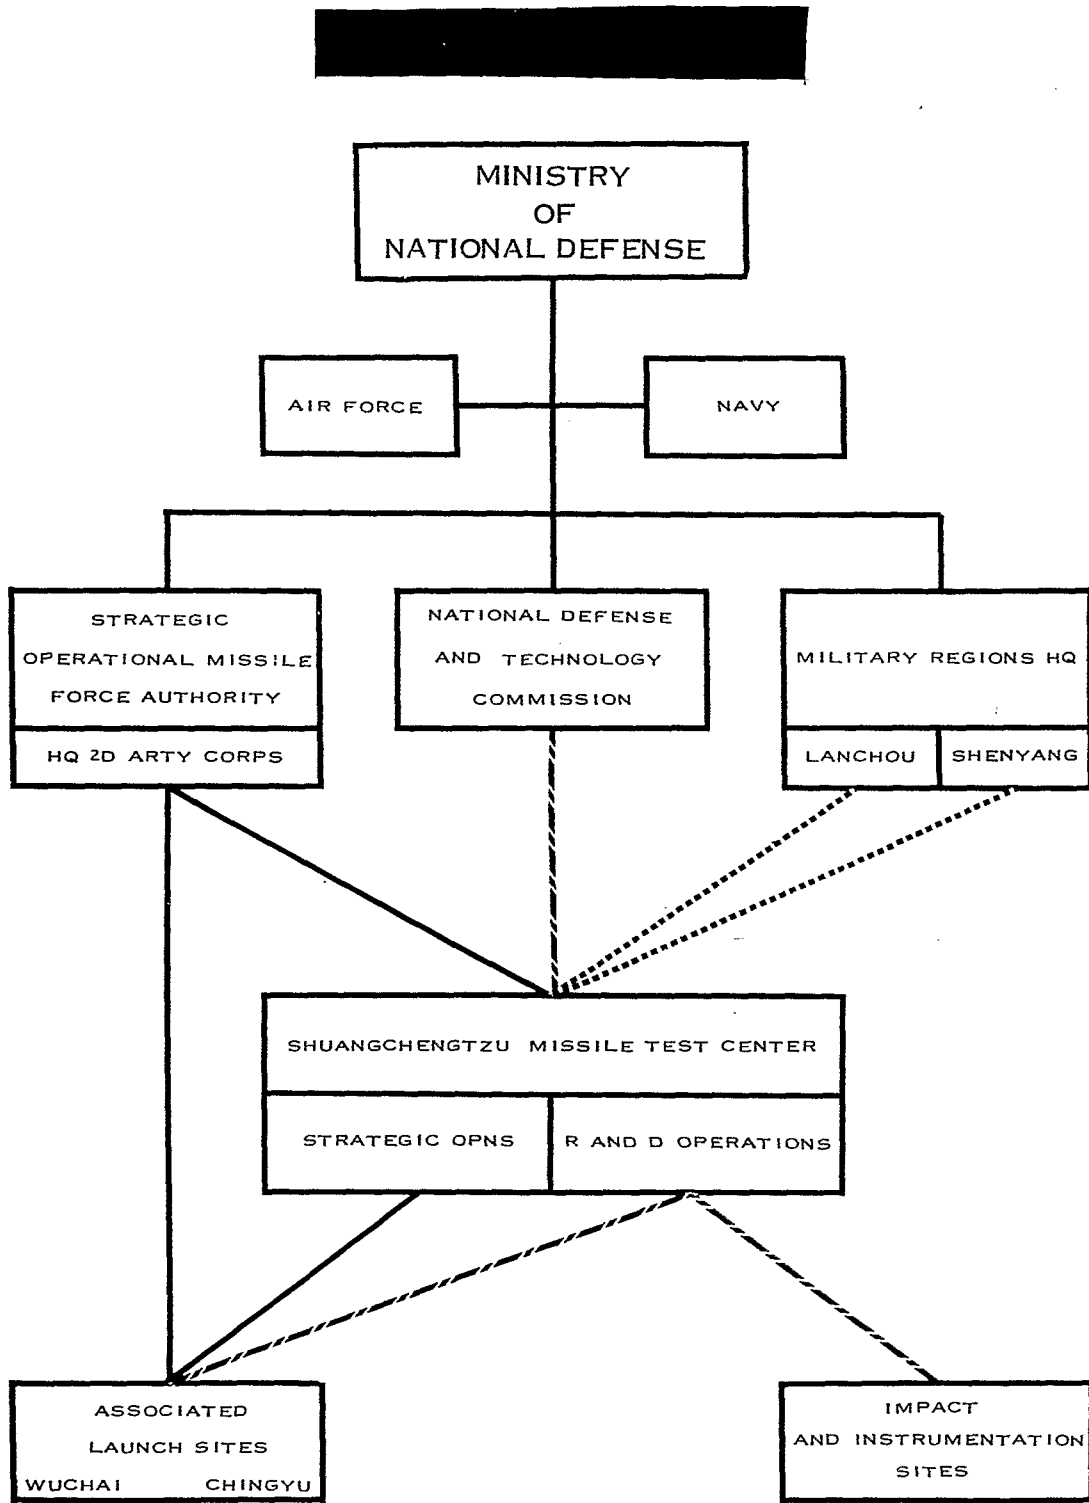 MINISTRY
OF
NATIONAL DEFENSE
AIR FORCE
NAVY
STRATEGIC
OPERATIONAL MISSILE
FORCE AUTHORITY
HQ 2D ARTY CORPS
NATIONAL DEFENSE
AND TECHNOLOGY
COMMISSION
MILITARY REGIONS HQ
LANCHOU
SHENYANG
SHUANGCHENGTZU MISSILE TEST CENTER
STRATEGIC OPNS
R AND D OPERATIONS
ASSOCIATED
LAUNCH SITES
WUCHAI CHINGYU
IMPACT
AND INSTRUMENTATION
SITES